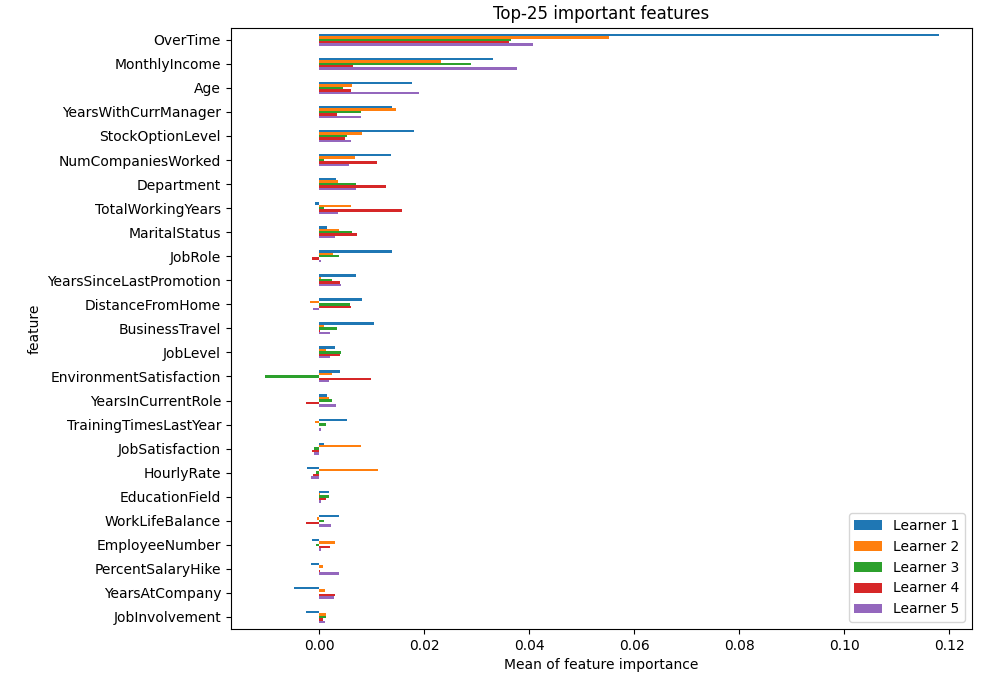 Top-25 important features
OverTime
MonthlyIncome
Age
YearsWithCurrManager
StockOptionLevel
NumCompaniesWorked
Department
TotalWorkingYears
MaritalStatus
JobRole
YearsSinceLastPromotion
DistanceFromHome
BusinessTravel
JobLevel
EnvironmentSatisfaction
YearsInCurrentRole
TrainingTimesLastYear
JobSatisfaction
HourlyRate
EducationField
WorkLifeBalance
EmployeeNumber
PercentSalaryHike
YearsAtCompany
JobInvolvement
feature
Learner 1
Learner 2
Learner 3
Learner 4
Learner 5
0.00 0.02 0.04 0.06 0.08 0.10 0.12
Mean of feature importance